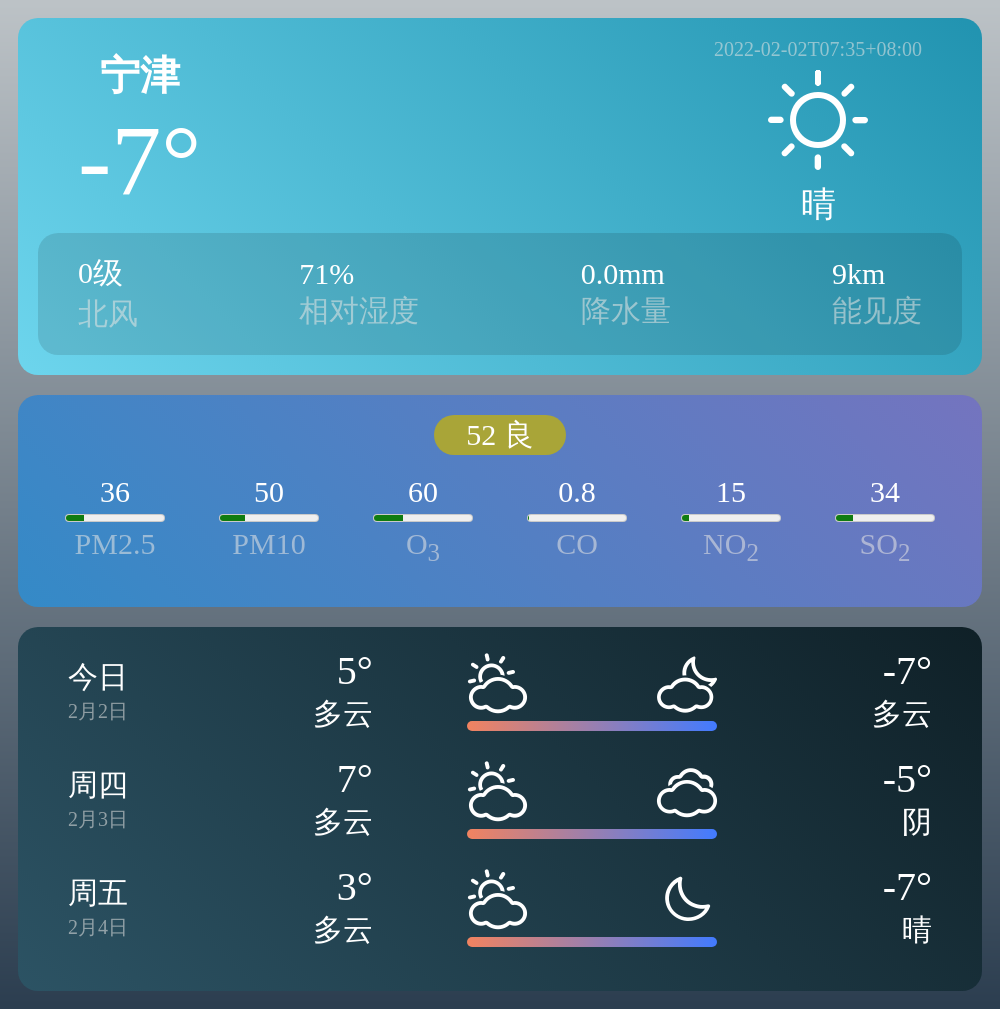 宁津
2022-02-02T07:35+08:00
-7°
晴
0级 71% 0.0mm 9km
北风 相对湿度 降水量 能见度
52 良
36 50 60 0.8 15 34
PM2.5 PM10 O3 CO NO2 SO2
今日 5° -7°
2月2日 多云 多云
周四 7° -5°
2月3日 多云 阴
周五 3° -7°
2月4日 多云 晴